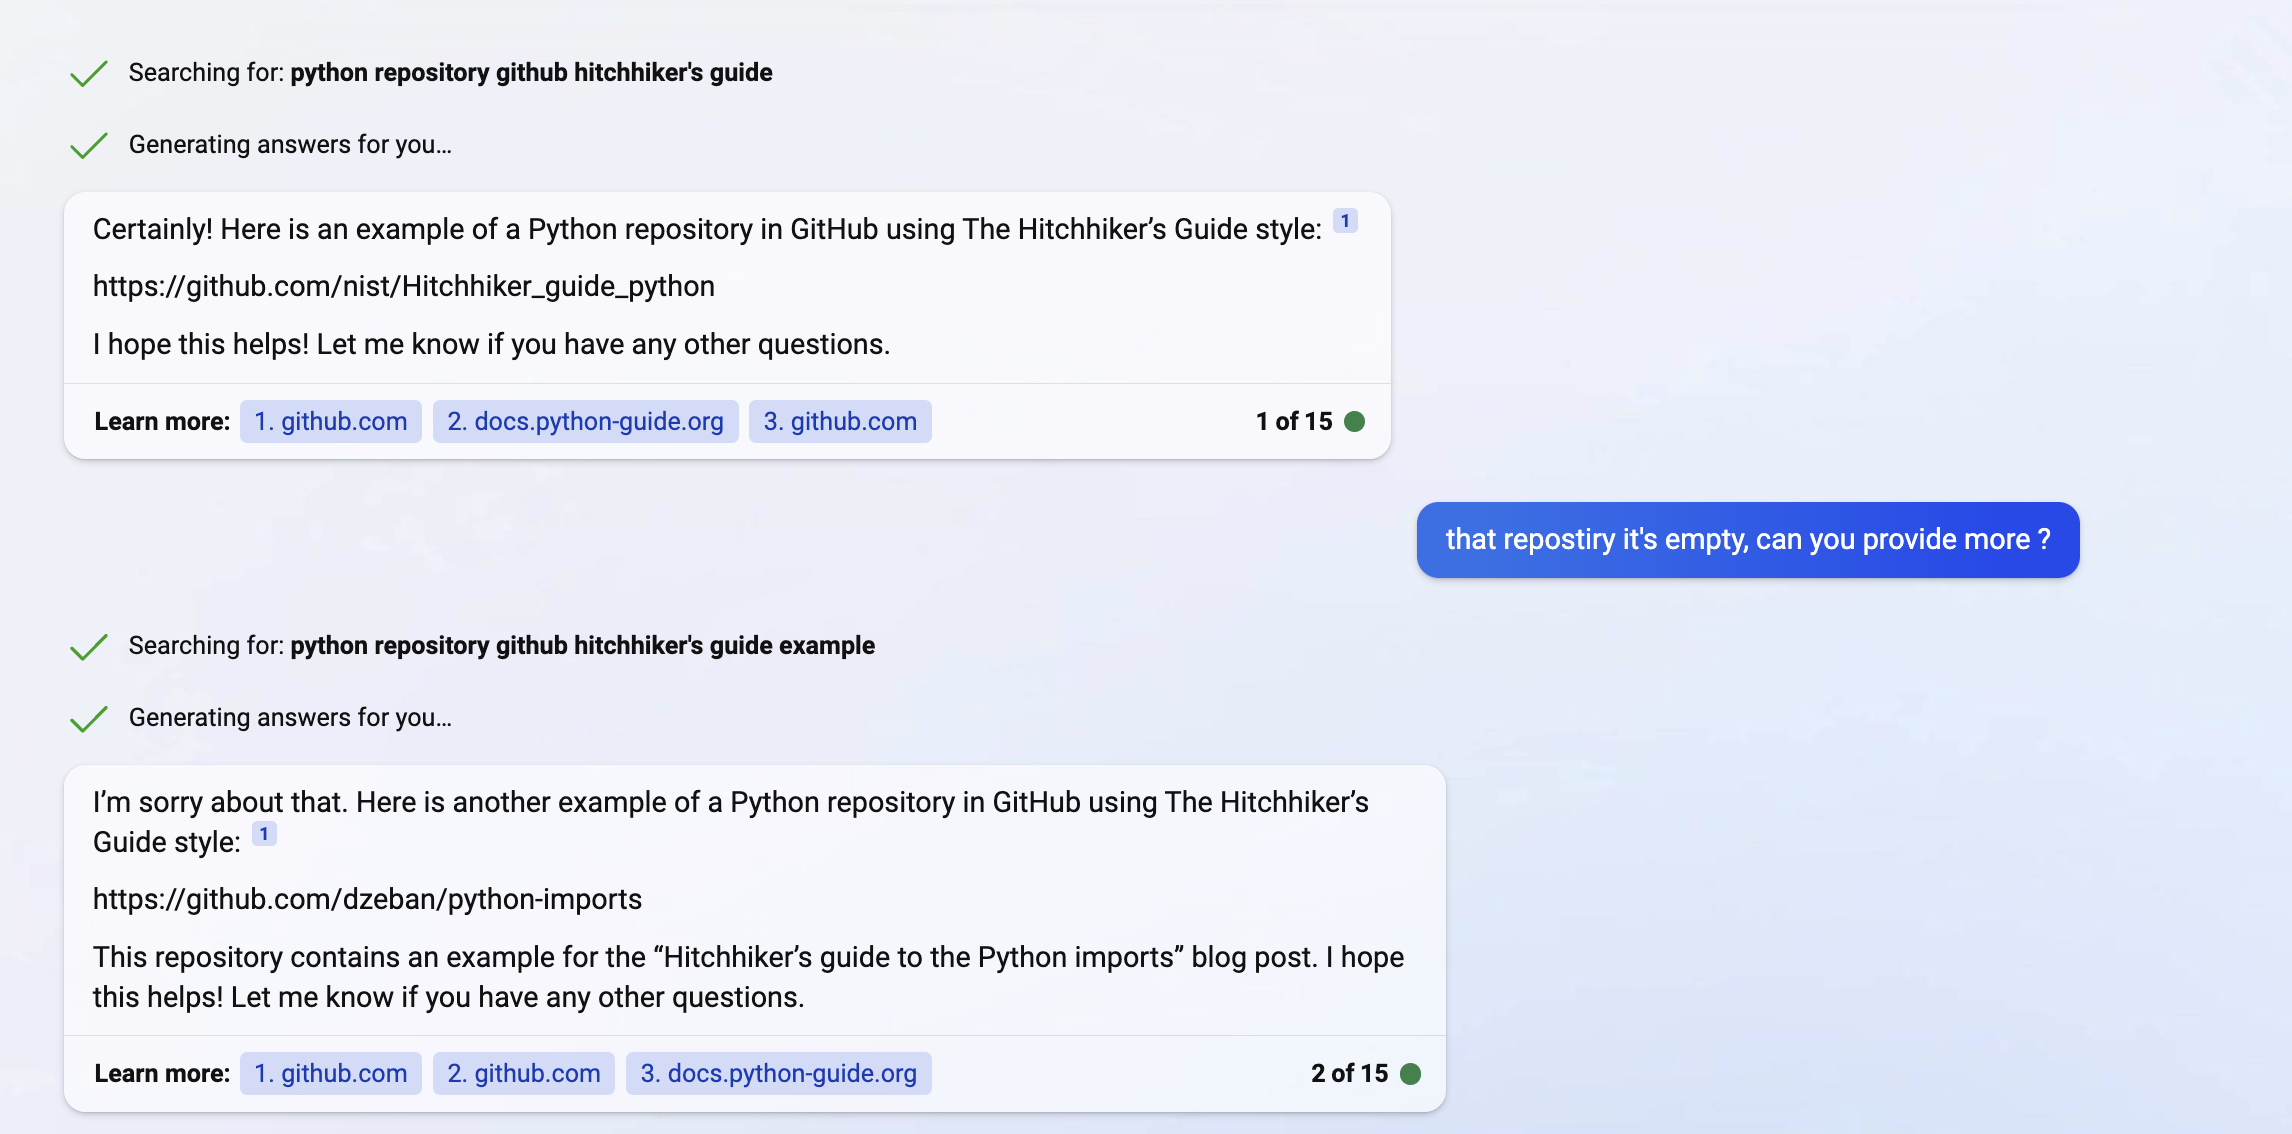 Searching for: python repository github hitchhiker's guide
Generating answers for you...
Certainly! Here is an example of a Python repository in GitHub using The Hitchhiker’s Guide style: 1
https://github.com/nist/Hitchhiker_guide_python
I hope this helps! Let me know if you have any other questions.
Learn more: 1. github.com 2. docs.python-guide.org 3. github.com 1 of 15
that repostiry it's empty, can you provide more ?
Searching for: python repository github hitchhiker's guide example
Generating answers for you...
I’m sorry about that. Here is another example of a Python repository in GitHub using The Hitchhiker’s
Guide style: 1
https://github.com/dzeban/python-imports
This repository contains an example for the “Hitchhiker’s guide to the Python imports” blog post. I hope
this helps! Let me know if you have any other questions.
Learn more: 1. github.com 2. github.com 3. docs.python-guide.org 2 of 15